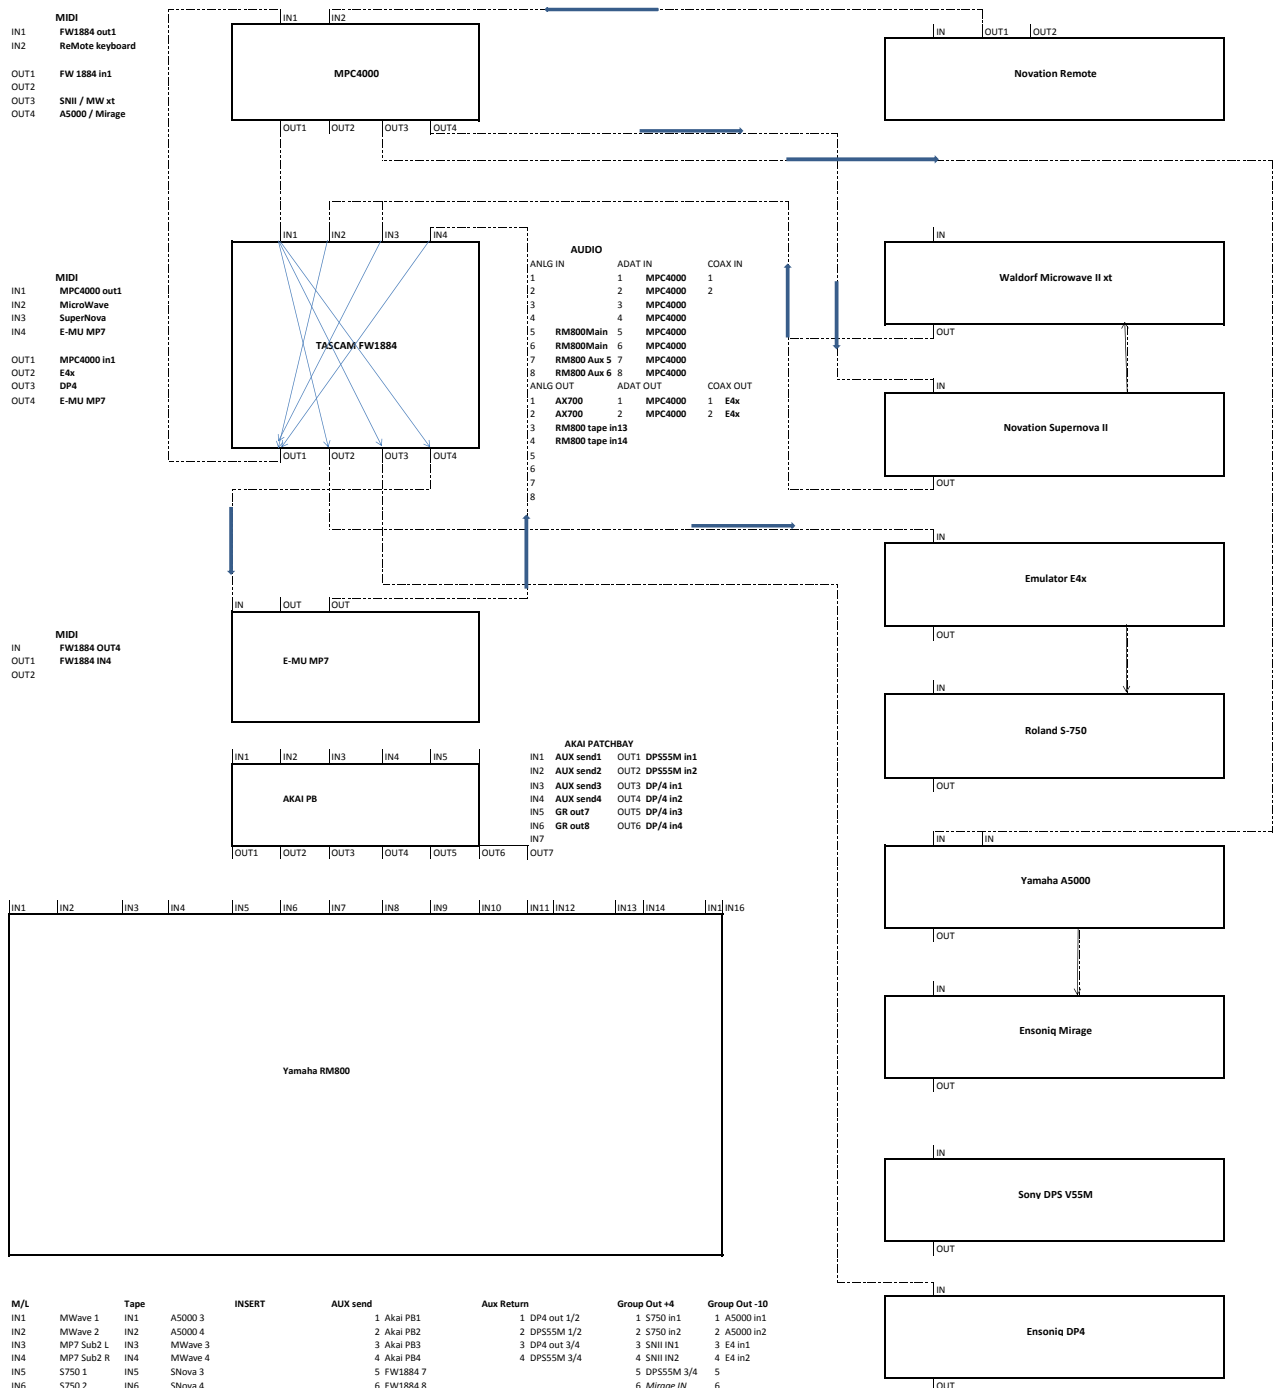 MIDI
IN1 FW1884 out1
IN2 ReMote keyboard
OUT1 FW 1884 in1
OUT2
OUT3 SNII / MW xt
OUT4 A5000 / Mirage
IN1 IN2
MPC4000
OUT1 OUT2 OUT3 OUT4
IN OUT1 OUT2
Novation Remote
MIDI
IN1 MPC4000 out1
IN2 MicroWave
IN3 SuperNova
IN4 E-MU MP7
OUT1 MPC4000 in1
OUT2 E4x
OUT3 DP4
OUT4 E-MU MP7
IN1 IN2 IN3 IN4
TASCAM FW1884
OUT1 OUT2 OUT3 OUT4
AUDIO
ANLG IN ADAT IN COAX IN
1 1 MPC4000 1
2 2 MPC4000 2
3 3 MPC4000
4 4 MPC4000
5 RM800Main 5 MPC4000
6 RM800Main 6 MPC4000
7 RM800 Aux 5 7 MPC4000
8 RM800 Aux 6 8 MPC4000
ANLG OUT ADAT OUT COAX OUT
1 AX700 1 MPC4000 1 E4x
2 AX700 2 MPC4000 2 E4x
3 RM800 tape in13
4 RM800 tape in14
5
6
7
8
IN
Waldorf Microwave II xt
OUT
IN
Novation Supernova II
OUT
IN
Emulator E4x
OUT
IN
Roland S-750
OUT
MIDI
IN FW1884 OUT4
OUT1 FW1884 IN4
OUT2
IN OUT OUT
E-MU MP7
IN1 IN2 IN3 IN4 IN5
AKAI PB
OUT1 OUT2 OUT3 OUT4 OUT5 OUT6 OUT7
AKAI PATCHBAY
IN1 AUX send1 OUT1 DPS55M in1
IN2 AUX send2 OUT2 DPS55M in2
IN3 AUX send3 OUT3 DP/4 in1
IN4 AUX send4 OUT4 DP/4 in2
IN5 GR out7 OUT5 DP/4 in3
IN6 GR out8 OUT6 DP/4 in4
IN7
IN IN
Yamaha A5000
OUT
IN
Ensoniq Mirage
OUT
IN
Sony DPS V55M
OUT
IN
Ensoniq DP4
OUT
IN1 IN2 IN3 IN4 IN5 IN6 IN7 IN8 IN9 IN10 IN11 IN12 IN13 IN14 IN1 IN16
Yamaha RM800
M/L Tape INSERT AUX send Aux Return Group Out +4 Group Out -10
IN1 MWave 1 IN1 A5000 3 1 Akai PB1 1 DP4 out 1/2 1 S750 in1 1 A5000 in1
IN2 MWave 2 IN2 A5000 4 2 Akai PB2 2 DPS55M 1/2 2 S750 in2 2 A5000 in2
IN3 MP7 Sub2 L IN3 MWave 3 3 Akai PB3 3 DP4 out 3/4 3 SNII IN1 3 E4 in1
IN4 MP7 Sub2 R IN4 MWave 4 4 Akai PB4 4 DPS55M 3/4 4 SNII IN2 4 E4 in2
IN5 S750 1 IN5 SNova 3 5 FW1884 7 5 DPS55M 3/4 5
IN6 S750 2 IN6 SNova 4 6 FW1884 8 6 Mirage IN 6